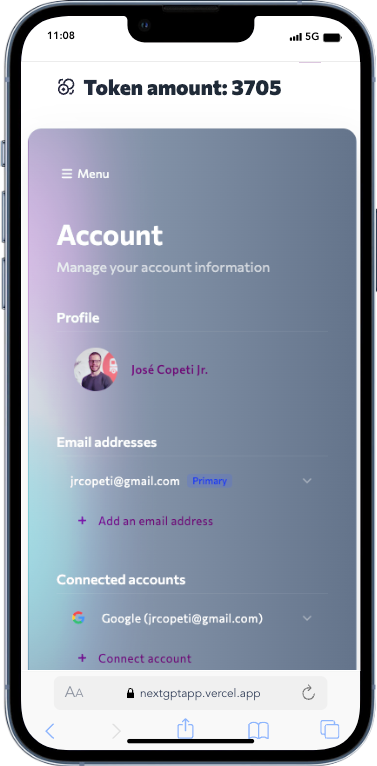 11:08
5G
Token amount: 3705
Menu
Account
Manage your account information
Profile
José Copeti Jr.
Email addresses
jrcopeti@gmail.com Primary
+ Add an email address
Connected accounts
Google (jrcopeti@gmail.com)
+ Connect account
AA nextgptapp.vercel.app